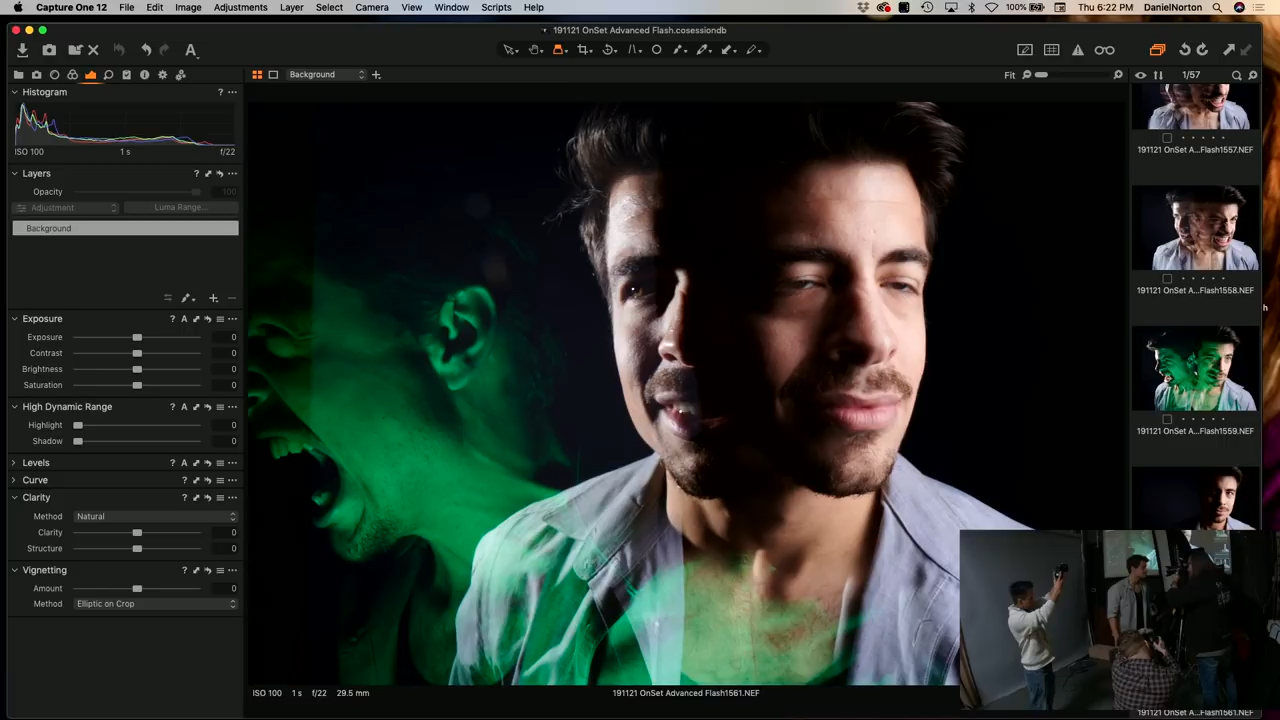 Capture One 12 File Edit Image Adjustments Layer Select Camera View Window Scripts Help 100% Thu 6:22 PM DanielNorton
191121 OnSet Advanced Flash.cosessiondb
Background Fit 1/57
Histogram
ISO 100 1 s f/22
Layers
Opacity 100
Adjustment Luma Range...
Background
Exposure
Exposure 0
Contrast 0
Brightness 0
Saturation 0
High Dynamic Range
Highlight 0
Shadow 0
Levels
Curve
Clarity
Method Natural
Clarity 0
Structure 0
Vignetting
Amount 0
Method Elliptic on Crop
ISO 100 1 s f/22 29.5 mm 191121 OnSet Advanced Flash1561.NEF
191121 OnSet A...Flash1557.NEF
191121 OnSet A...Flash1558.NEF
191121 OnSet A...Flash1559.NEF
191121 OnSet A...Flash1561.NEF